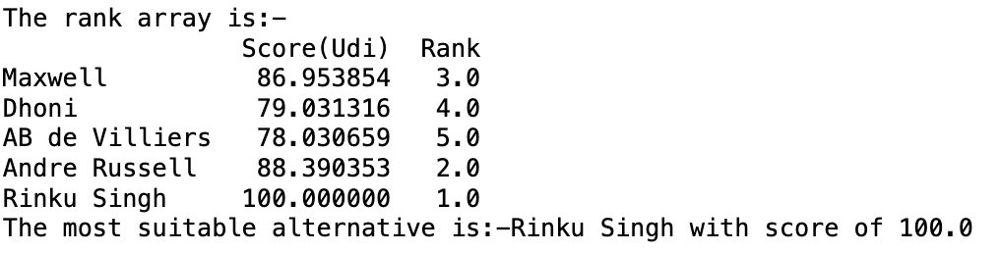 The rank array is:-
Score(Udi) Rank
Maxwell 86.953854 3.0
Dhoni 79.031316 4.0
AB de Villiers 78.030659 5.0
Andre Russell 88.390353 2.0
Rinku Singh 100.000000 1.0
The most suitable alternative is:-Rinku Singh with score of 100.0